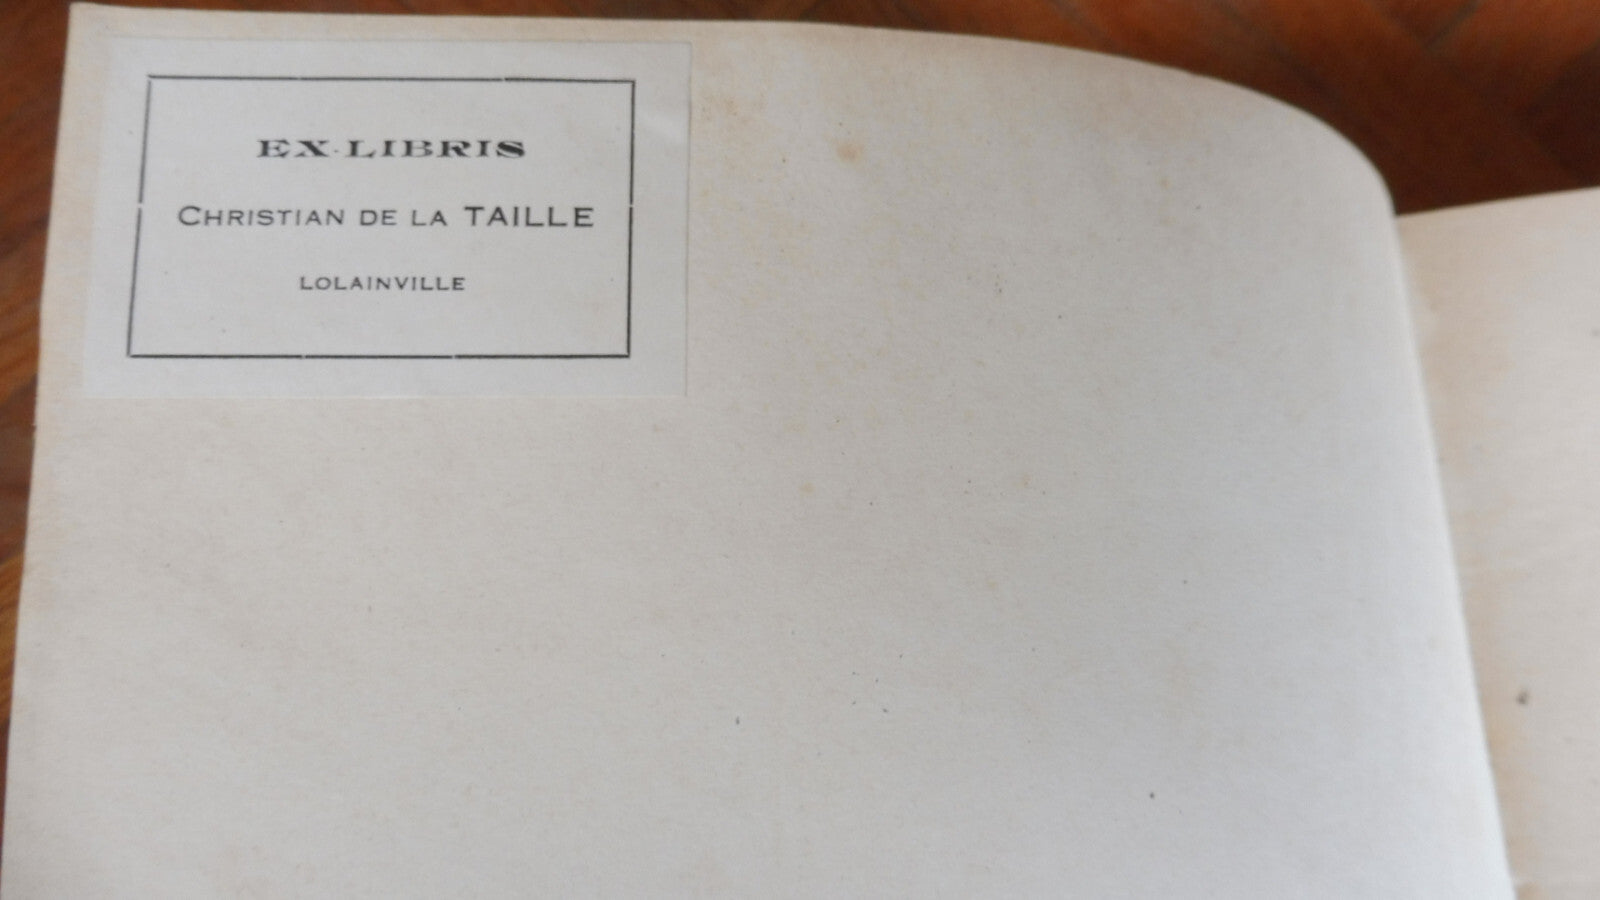 EX-LIBRIS
CHRISTIAN DE LA TAILLE
LOLAINVILLE